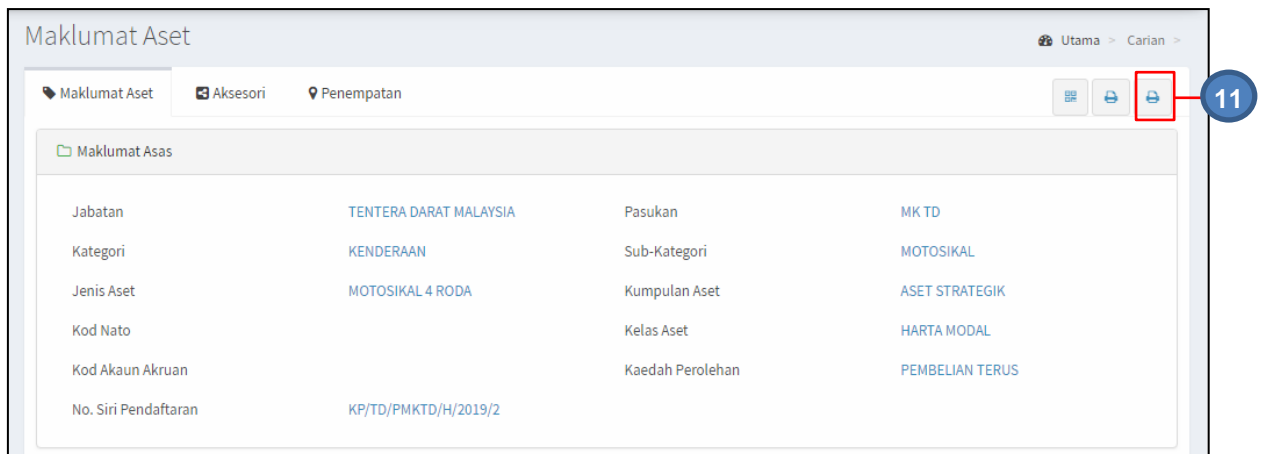 Maklumat Aset
Utama > Carian >
Maklumat Aset Aksesori Penempatan
11
Maklumat Asas
Jabatan TENTERA DARAT MALAYSIA Pasukan MK TD
Kategori KENDERAAN Sub-Kategori MOTOSIKAL
Jenis Aset MOTOSIKAL 4 RODA Kumpulan Aset ASET STRATEGIK
Kod Nato Kelas Aset HARTA MODAL
Kod Akaun Akruan Kaedah Perolehan PEMBELIAN TERUS
No. Siri Pendaftaran KP/TD/PMKTD/H/2019/2